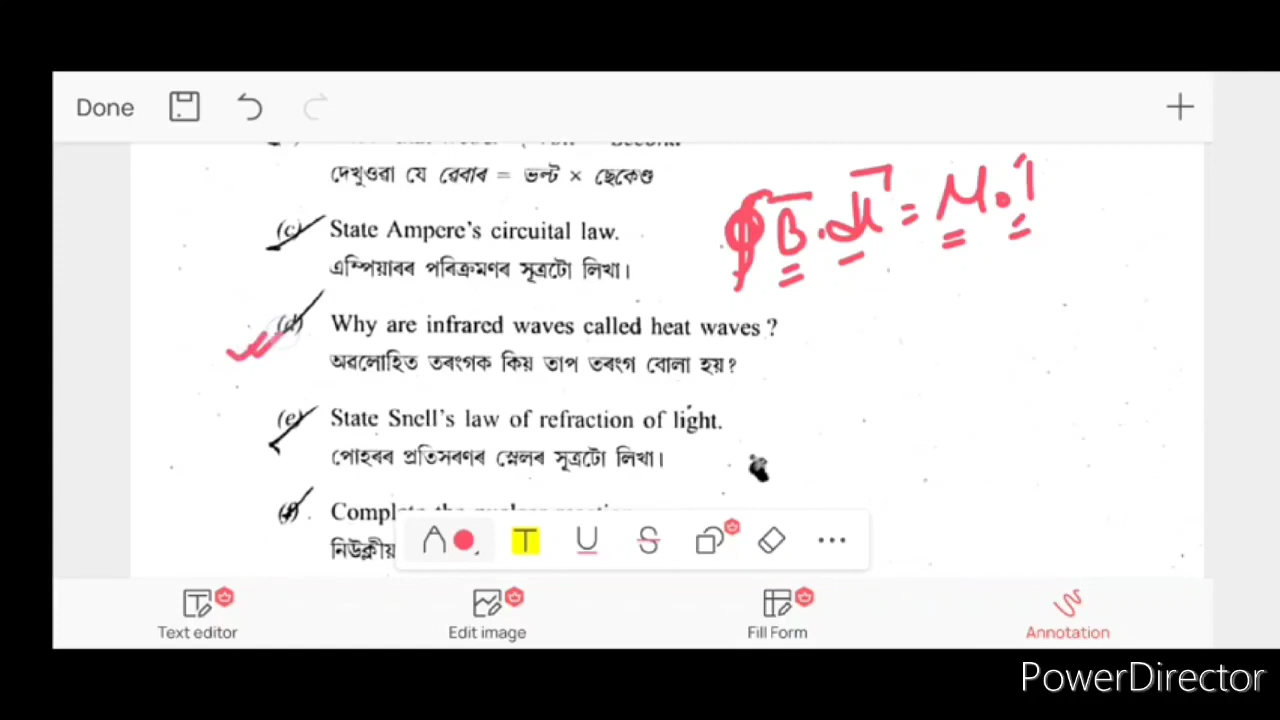 Done
দেখুওৱা যে ৱেবাৰ = ভল্ট × ছেকেণ্ড
(c) State Ampere's circuital law.
এম্পিয়াৰৰ পৰিক্ৰমণৰ সূত্ৰটো লিখা।
B . dl = μ₀ I
(d) Why are infrared waves called heat waves ?
অৱলোহিত তৰংগক কিয় তাপ তৰংগ বোলা হয়?
(e) State Snell's law of refraction of light.
পোহৰৰ প্ৰতিসৰণৰ স্নেলৰ সূত্ৰটো লিখা।
(f)
নিউক্লীয়
T U S
Text editor Edit image Fill Form Annotation
PowerDirector